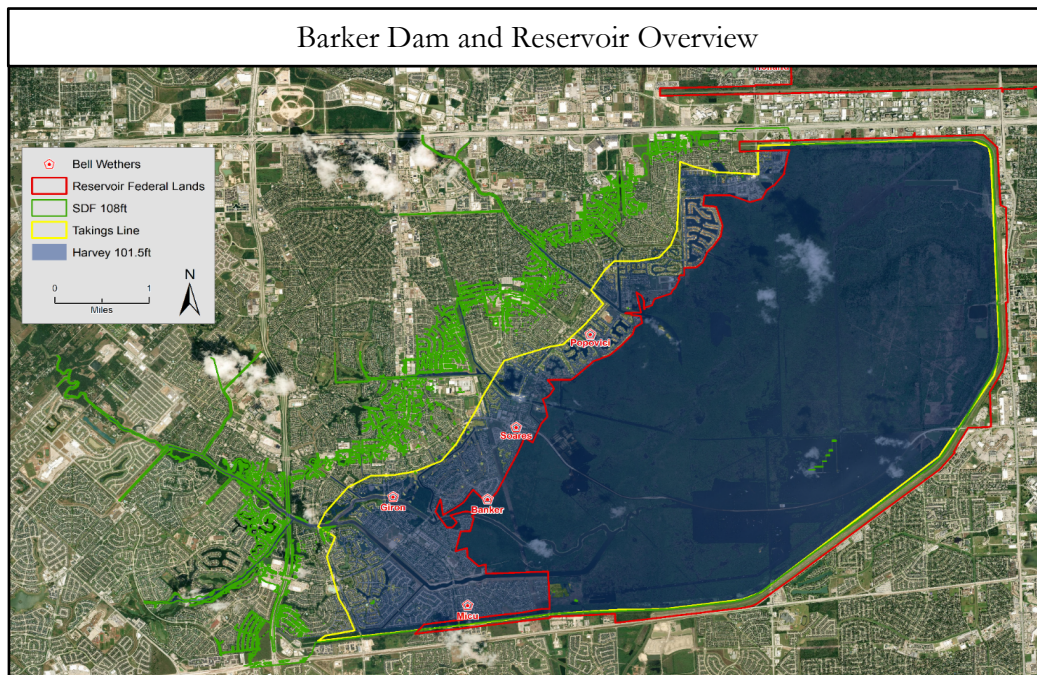 Barker Dam and Reservoir Overview
Bell Wethers
Reservoir Federal Lands
SDF 108ft
Takings Line
Harvey 101.5ft
N
0 1
Miles
Popovici
Soares
Giron
Banker
Micu